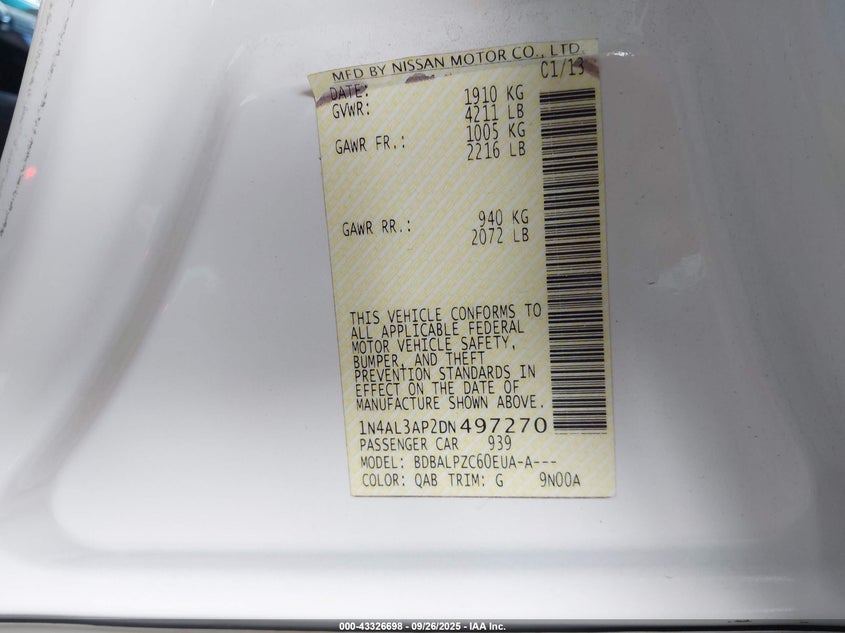 MFD BY NISSAN MOTOR CO., LTD.
DATE: 01/13
GVWR: 1910 KG
4211 LB
GAWR FR.: 1005 KG
2216 LB
GAWR RR.: 940 KG
2072 LB
THIS VEHICLE CONFORMS TO
ALL APPLICABLE FEDERAL
MOTOR VEHICLE SAFETY,
BUMPER, AND THEFT
PREVENTION STANDARDS IN
EFFECT ON THE DATE OF
MANUFACTURE SHOWN ABOVE.
1N4AL3AP2DN497270
PASSENGER CAR 939
MODEL: BDBALPZC60EUA-A---
COLOR: QAB TRIM: G 9N00A
000-43326698 - 09/26/2025 - IAA Inc.